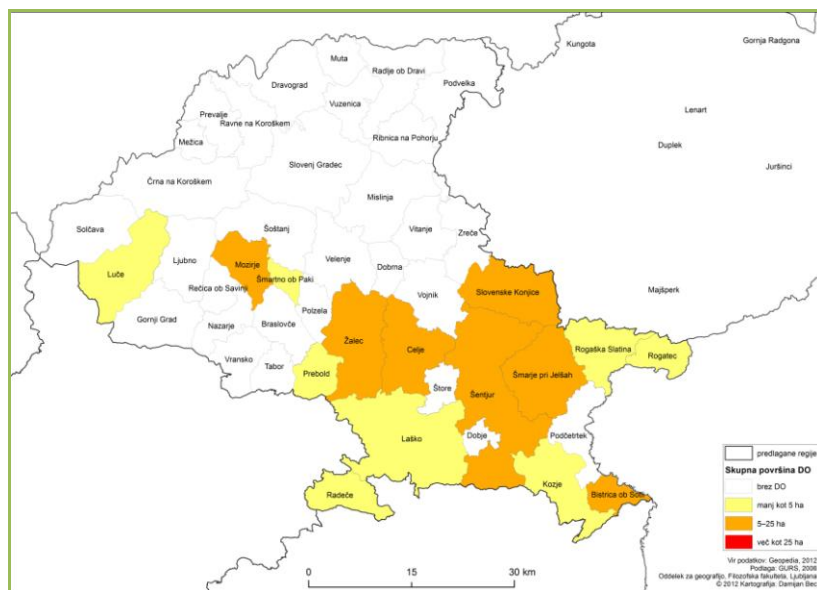 Kungota
Gornja Radgona
Muta
Radlje ob Dravi
Dravograd
Podvelka
Vuzenica
Lenart
Prevalje
Ravne na Koroškem
Ribnica na Pohorju
Mežica
Duplek
Slovenj Gradec
Juršinci
Črna na Koroškem
Mislinja
Solčava
Šoštanj
Vitanje
Zreče
Ljubno
Velenje
Mozirje
Dobrna
Luče
Šmartno ob Paki
Slovenske Konjice
Rečica ob Savinji
Vojnik
Majšperk
Polzela
Gornji Grad
Nazarje
Braslovče
Žalec
Celje
Rogaška Slatina
Rogatec
Vransko
Tabor
Prebold
Šmarje pri Jelšah
Štore
Šentjur
Laško
Dobje
Podčetrtek
Radeče
Kozje
Bistrica ob Sotli
predlagane regije
Skupna površina DO
brez DO
manj kot 5 ha
5–25 ha
več kot 25 ha
Vir podatkov: Geopedia, 2012
Podlaga: GURS, 2008
Oddelek za geografijo, Filozofska fakulteta, Ljubljana
© 2012 Kartografija: Damijan Bec
0 15 30 km